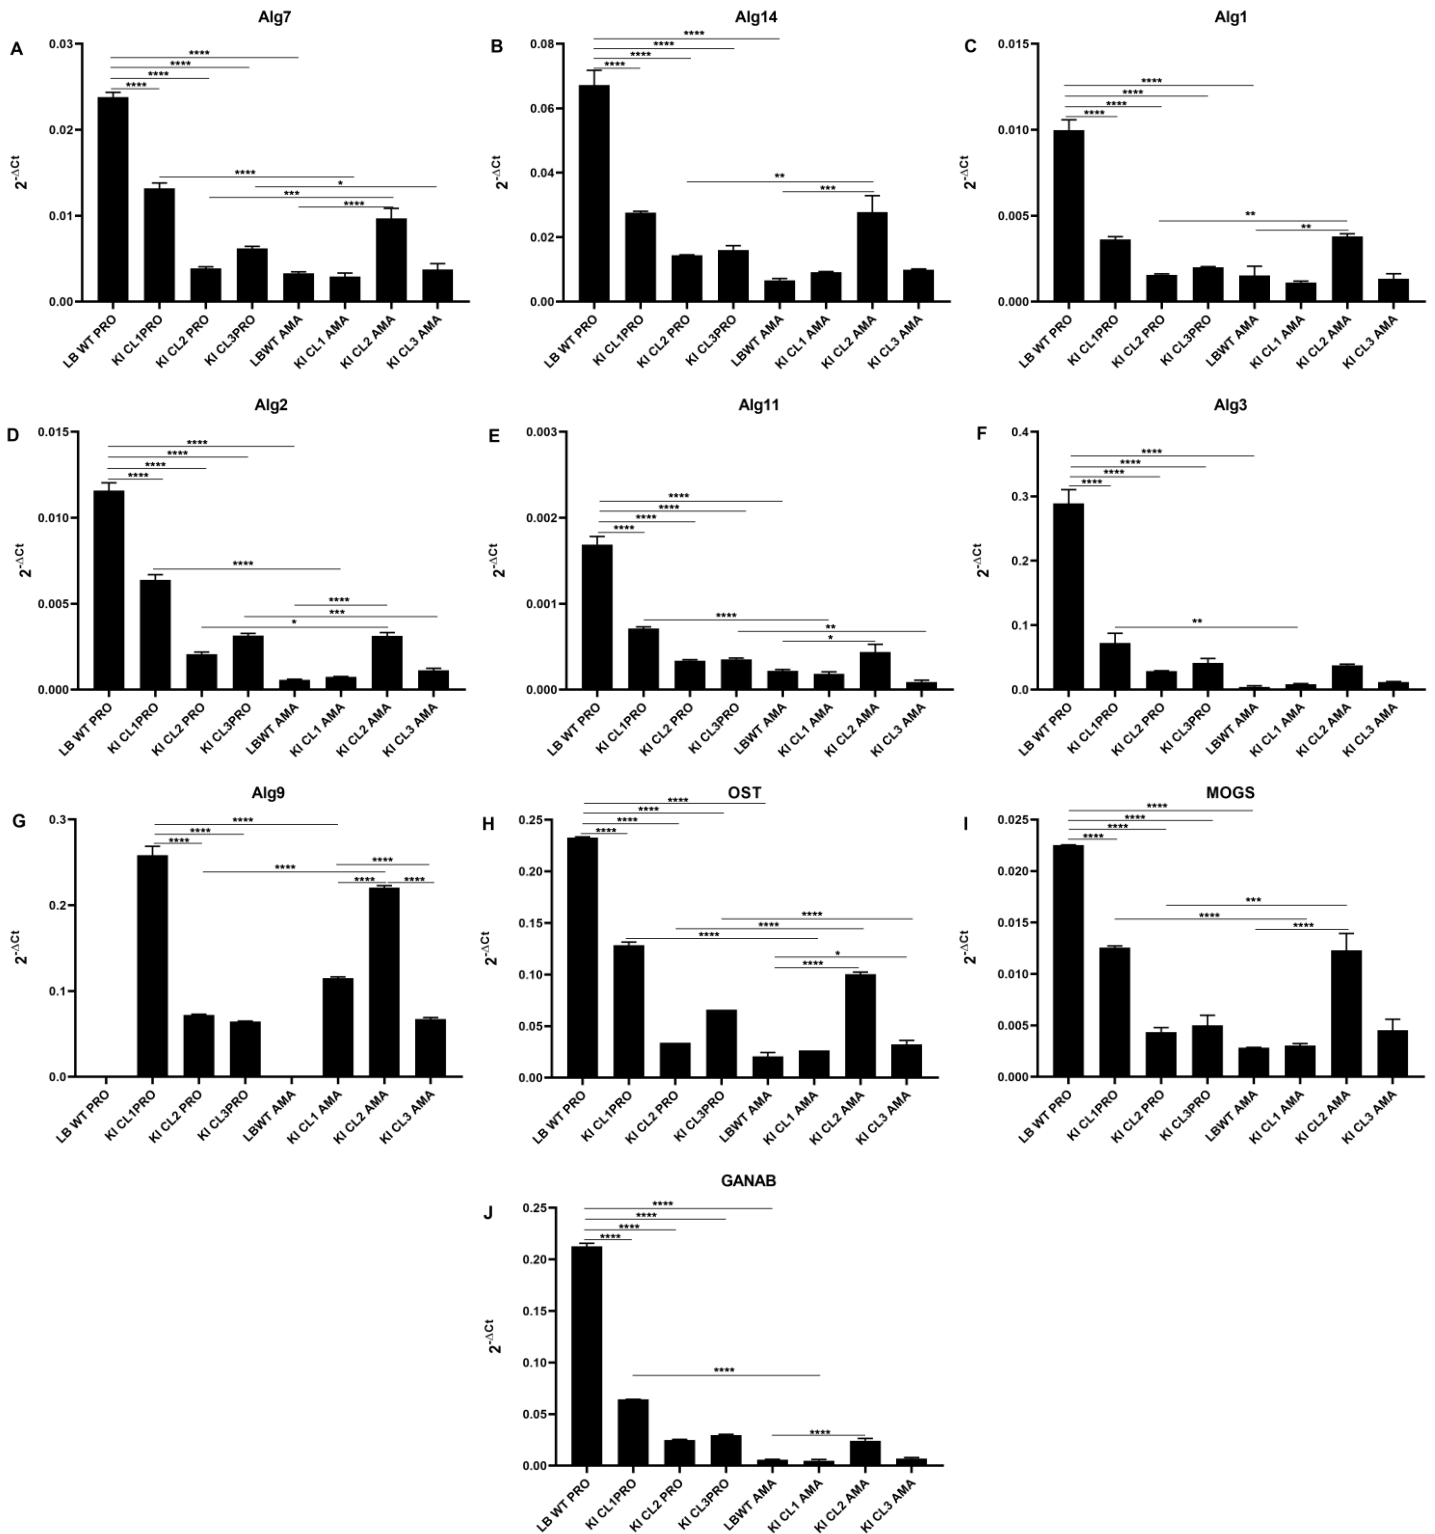 Alg7
A
2^-ΔCt
0.03
0.02
0.01
0.00
****
****
****
****
****
*
***
****
LB WT PRO
KI CL1PRO
KI CL2 PRO
KI CL3PRO
LBWT AMA
KI CL1 AMA
KI CL2 AMA
KI CL3 AMA
Alg14
B
2^-ΔCt
0.08
0.06
0.04
0.02
0.00
****
****
****
****
**
***
LB WT PRO
KI CL1PRO
KI CL2 PRO
KI CL3PRO
LBWT AMA
KI CL1 AMA
KI CL2 AMA
KI CL3 AMA
Alg1
C
2^-ΔCt
0.015
0.010
0.005
0.000
****
****
****
****
**
**
LB WT PRO
KI CL1PRO
KI CL2 PRO
KI CL3PRO
LBWT AMA
KI CL1 AMA
KI CL2 AMA
KI CL3 AMA
Alg2
D
2^-ΔCt
0.015
0.010
0.005
0.000
****
****
****
****
****
****
***
*
LB WT PRO
KI CL1PRO
KI CL2 PRO
KI CL3PRO
LBWT AMA
KI CL1 AMA
KI CL2 AMA
KI CL3 AMA
Alg11
E
2^-ΔCt
0.003
0.002
0.001
0.000
****
****
****
****
****
**
*
LB WT PRO
KI CL1PRO
KI CL2 PRO
KI CL3PRO
LBWT AMA
KI CL1 AMA
KI CL2 AMA
KI CL3 AMA
Alg3
F
2^-ΔCt
0.4
0.3
0.2
0.1
0.0
****
****
****
****
**
LB WT PRO
KI CL1PRO
KI CL2 PRO
KI CL3PRO
LBWT AMA
KI CL1 AMA
KI CL2 AMA
KI CL3 AMA
Alg9
G
2^-ΔCt
0.3
0.2
0.1
0.0
****
****
****
****
****
****
****
LB WT PRO
KI CL1PRO
KI CL2 PRO
KI CL3PRO
LBWT AMA
KI CL1 AMA
KI CL2 AMA
KI CL3 AMA
OST
H
2^-ΔCt
0.25
0.20
0.15
0.10
0.05
0.00
****
****
****
****
****
****
****
*
****
LB WT PRO
KI CL1PRO
KI CL2 PRO
KI CL3PRO
LBWT AMA
KI CL1 AMA
KI CL2 AMA
KI CL3 AMA
MOGS
I
2^-ΔCt
0.025
0.020
0.015
0.010
0.005
0.000
****
****
****
****
***
****
****
LB WT PRO
KI CL1PRO
KI CL2 PRO
KI CL3PRO
LBWT AMA
KI CL1 AMA
KI CL2 AMA
KI CL3 AMA
GANAB
J
2^-ΔCt
0.25
0.20
0.15
0.10
0.05
0.00
****
****
****
****
****
****
LB WT PRO
KI CL1PRO
KI CL2 PRO
KI CL3PRO
LBWT AMA
KI CL1 AMA
KI CL2 AMA
KI CL3 AMA